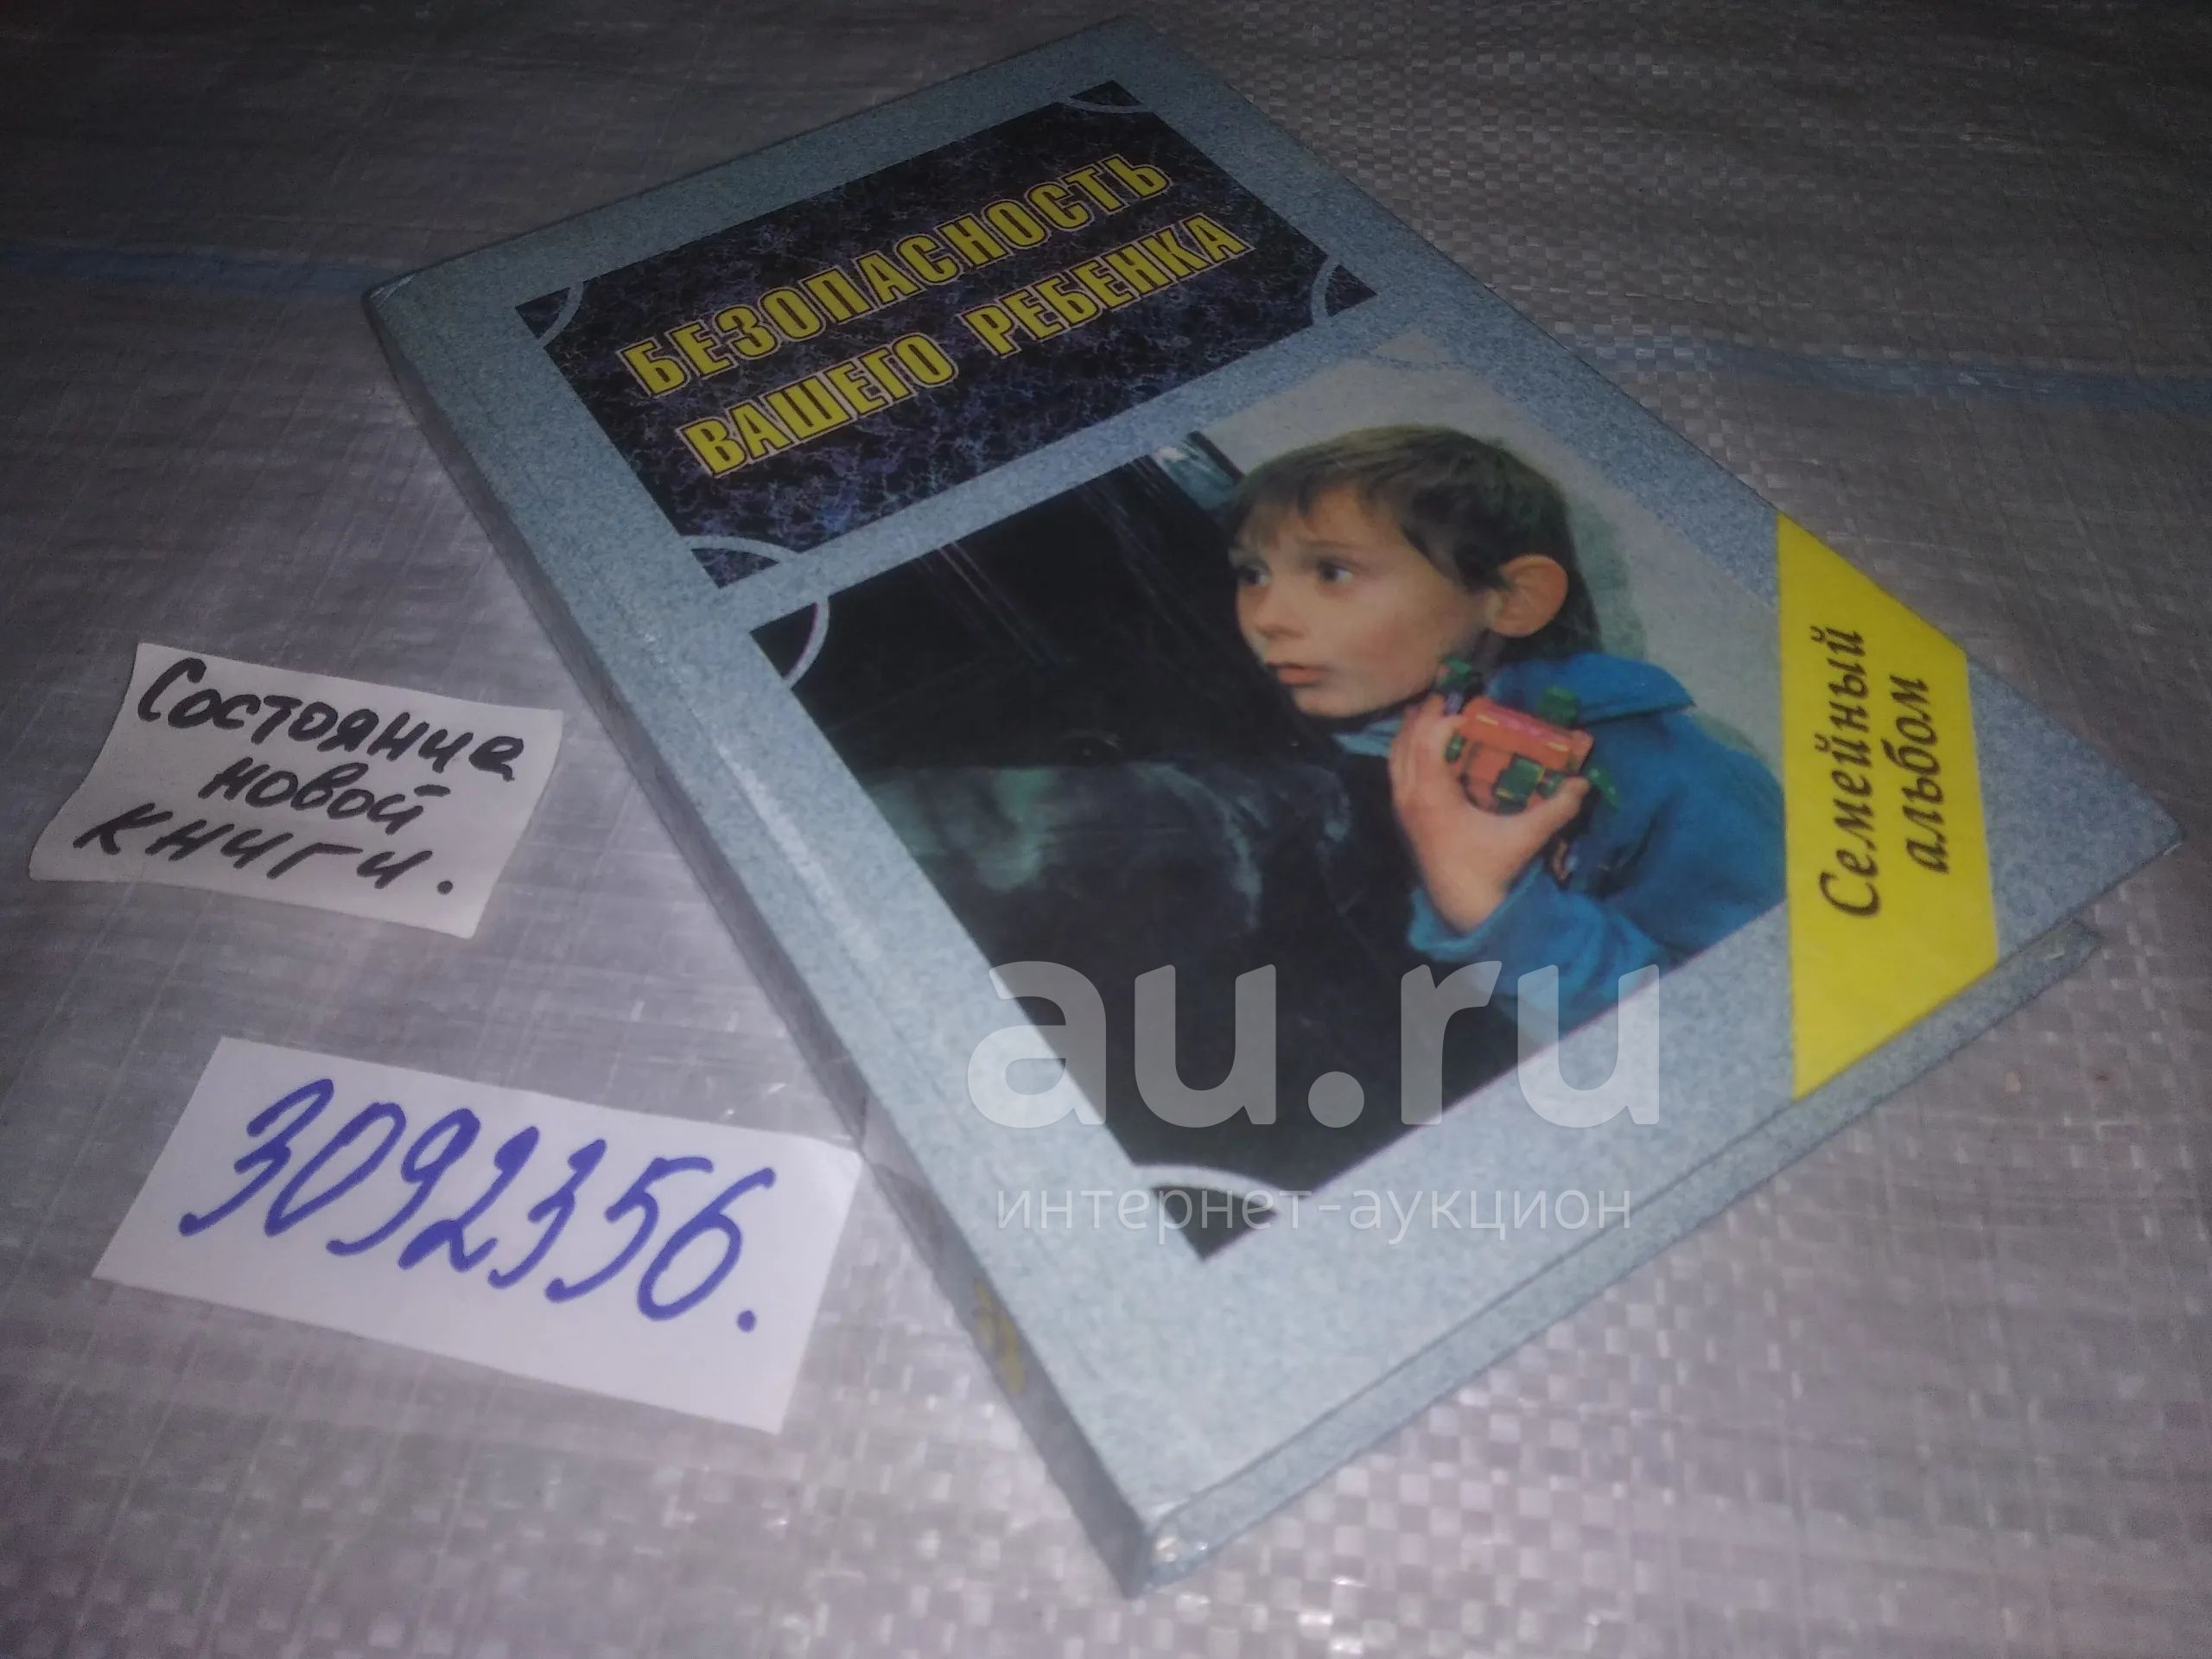 БЕЗОПАСНОСТЬ
ВАШЕГО РЕБЕНКА
Семейный
альбом
Состояние
новой
книги.
3092356.
au.ru
интернет-аукцион